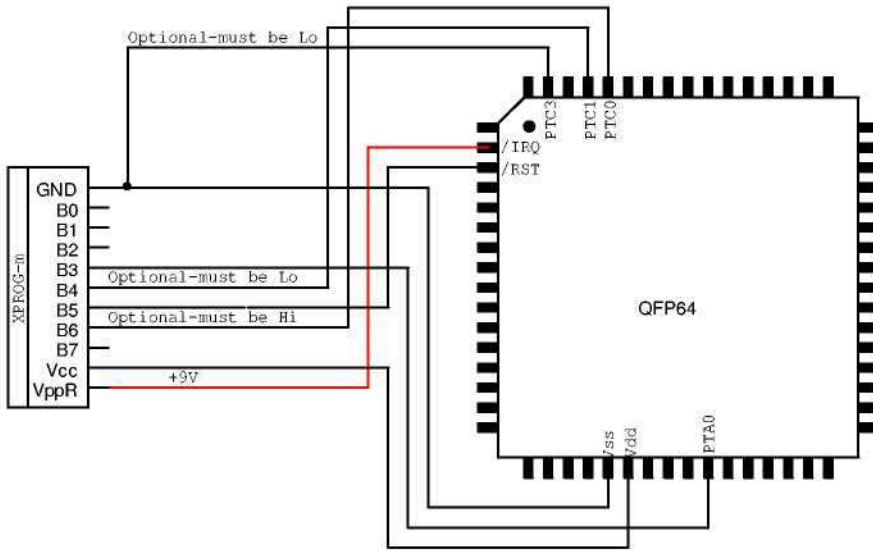 Optional-must be Lo
PTC3
PTC1
PTC0
/IRQ
/RST
XPROG-m
GND
B0
B1
B2
B3
Optional-must be Lo
B4
B5
Optional-must be Hi
B6
B7
Vcc
+9V
VppR
QFP64
Vss
Vdd
PTA0